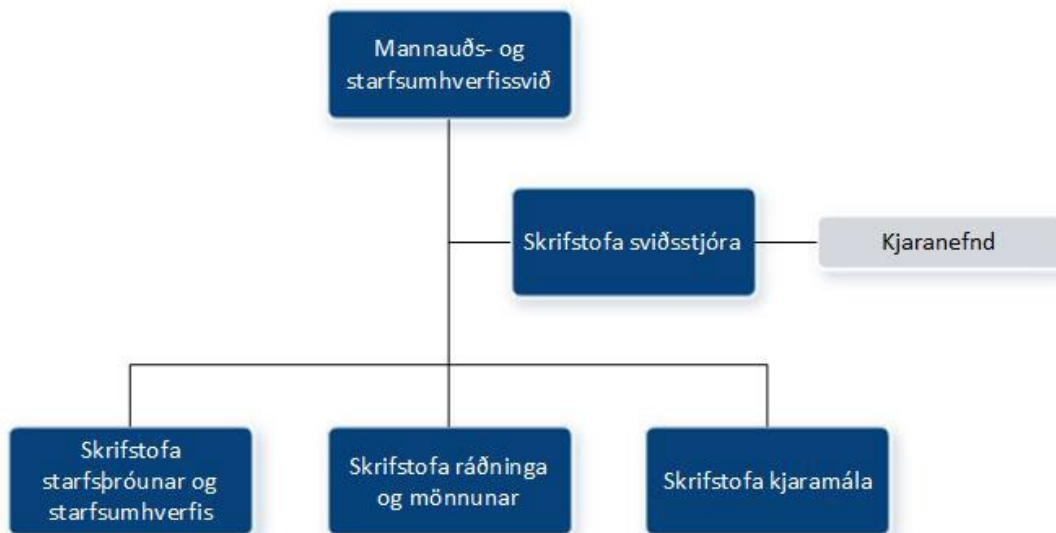 Mannauðs- og
starfsumhverfissvið
Skrifstofa sviðsstjóra
Kjaranefnd
Skrifstofa
starfsþróunar og
starfsumhverfis
Skrifstofa ráðninga
og mönnunar
Skrifstofa kjaramála